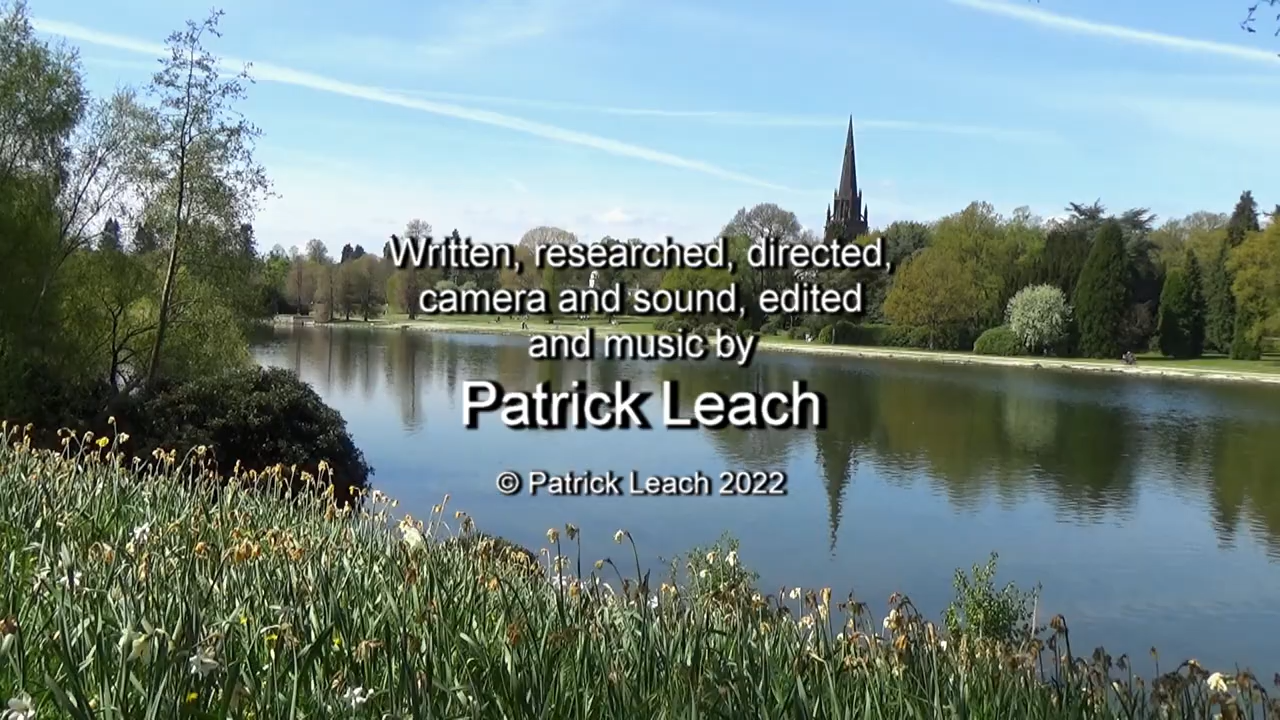 Written, researched, directed,
camera and sound, edited
and music by
Patrick Leach
© Patrick Leach 2022